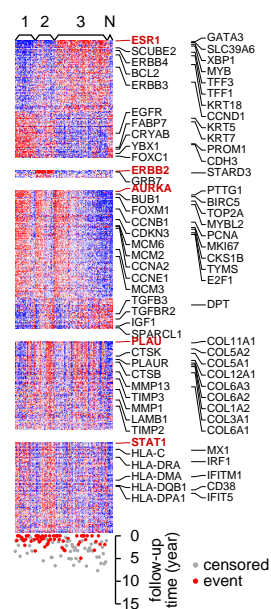 1 2 3 N
ESR1
SCUBE2
ERBB4
BCL2
ERBB3
GATA3
SLC39A6
XBP1
MYB
TFF3
TFF1
KRT18
CCND1
KRT5
KRT7
PROM1
CDH3
EGFR
FABP7
CRYAB
YBX1
FOXC1
ERBB2
GRB7
STARD3
AURKA
BUB1
FOXM1
CCNB1
CDKN3
MCM6
MCM2
CCNA2
CCNE1
MCM3
PTTG1
BIRC5
TOP2A
MYBL2
PCNA
MKI67
CKS1B
TYMS
E2F1
TGFB3
TGFBR2
IGF1
SPARCL1
DPT
PLAU
CTSK
PLAUR
CTSB
MMP13
TIMP3
MMP1
LAMB1
TIMP2
COL11A1
COL5A2
COL5A1
COL12A1
COL6A3
COL6A2
COL1A2
COL3A1
COL6A1
STAT1
HLA-C
HLA-DRA
HLA-DMA
HLA-DQB1
HLA-DPA1
MX1
IRF1
IFITM1
CD38
IFIT5
0
5
10
15
follow-up
time (year)
censored
event